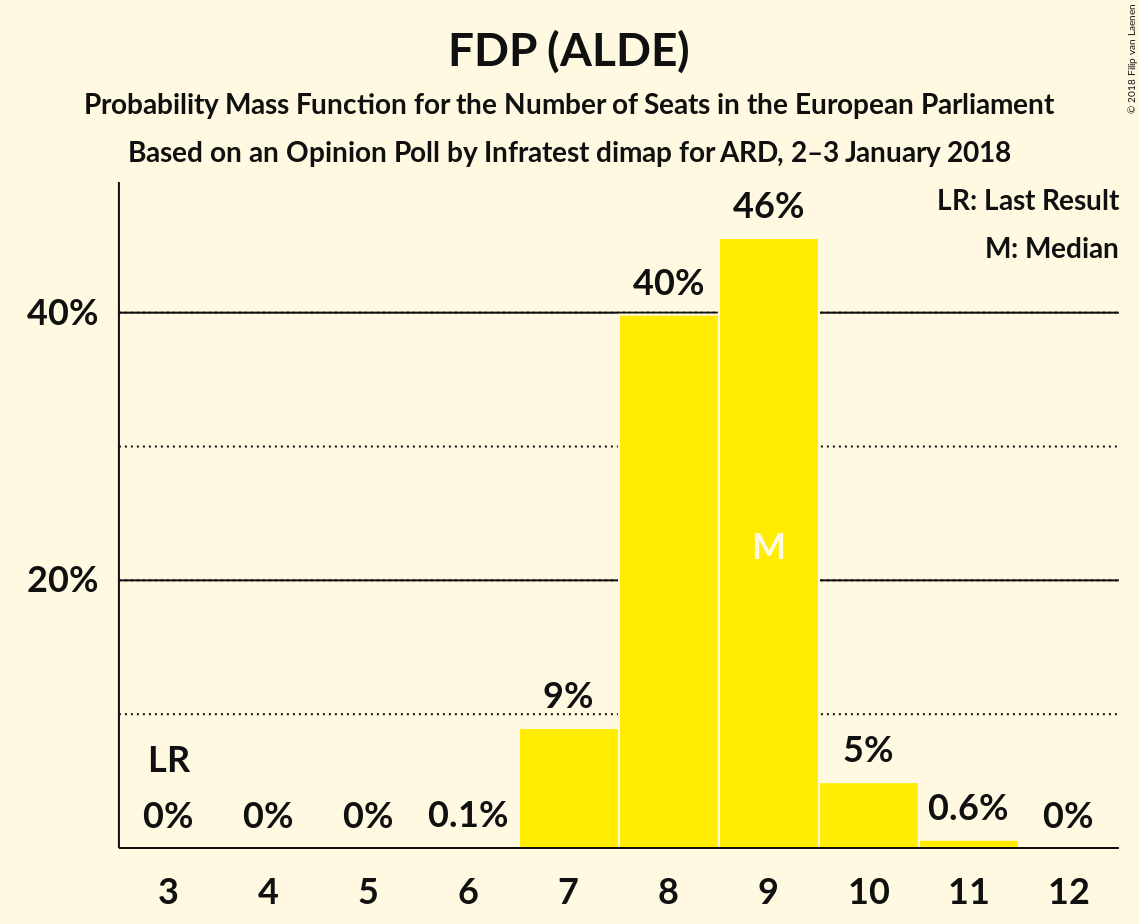 FDP (ALDE)
Probability Mass Function for the Number of Seats in the European Parliament
Based on an Opinion Poll by Infratest dimap for ARD, 2–3 January 2018
© 2018 Filip van Laenen
LR: Last Result
M: Median
46%
40%
40%
M
20%
9%
5%
LR
0%
0%
0%
0.1%
0.6%
0%
3
4
5
6
7
8
9
10
11
12